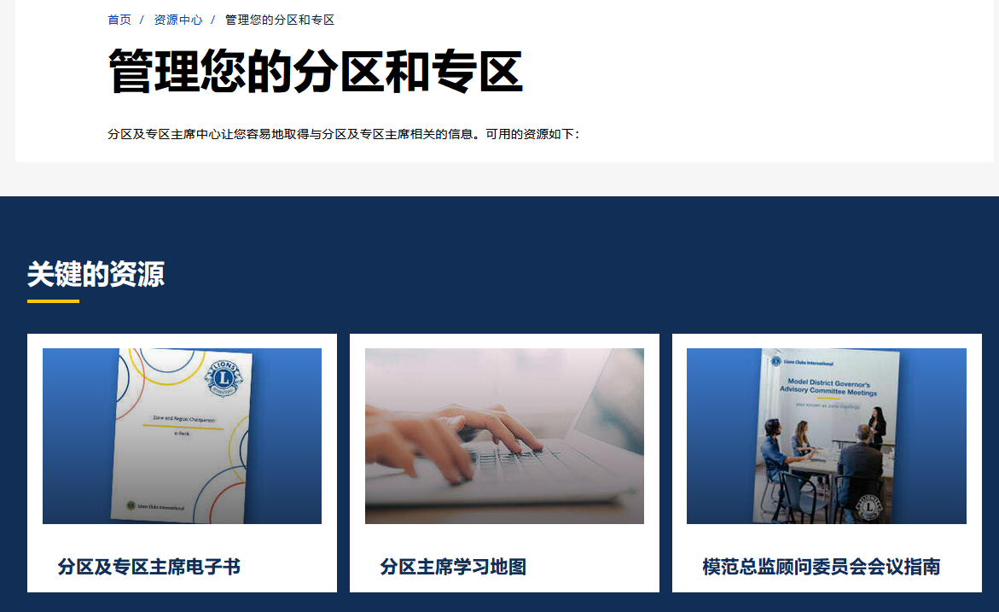 首页 / 资源中心 / 管理您的分区和专区
管理您的分区和专区
分区及专区主席中心让您容易地取得与分区及专区主席相关的信息。可用的资源如下：
关键的资源
LIONS
L
INTERNATIONAL
Zone and Region Chairperson
e-Book
Lions Clubs International
分区及专区主席电子书
分区主席学习地图
Lions Clubs International
Model District Governor's
Advisory Committee Meetings
also known as zone meetings
LIONS
L
INTERNATIONAL
模范总监顾问委员会会议指南